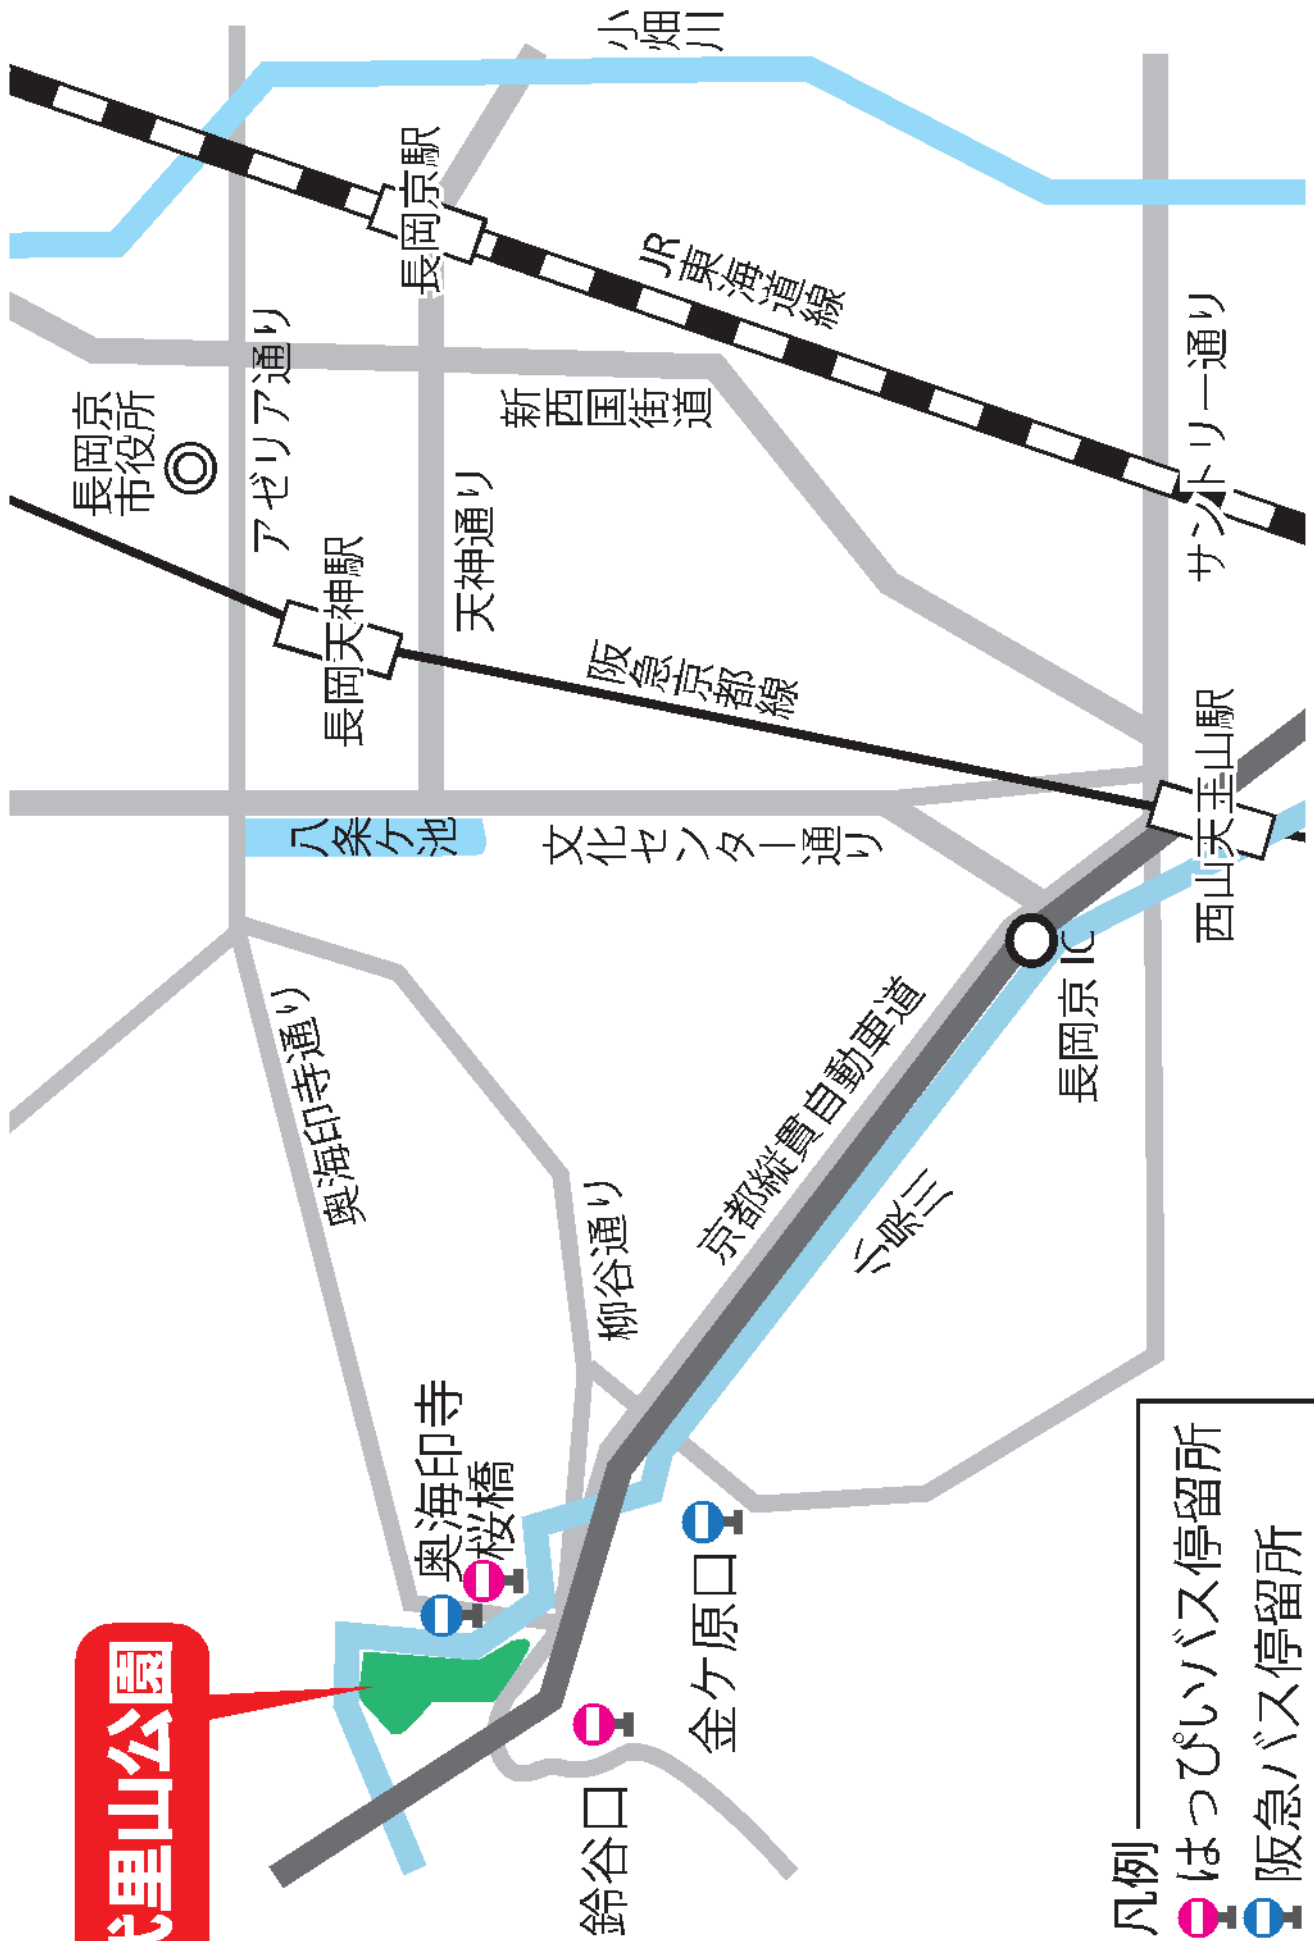 里山公園
奥海印寺
桜橋
鈴谷口
金ケ原口
奥海印寺通り
柳谷通り
京都縦貫自動車道
小泉川
長岡京IC
八条ケ池
文化センター通り
長岡天神駅
天神通り
阪急京都線
西山天王山駅
長岡京
市役所
アゼリア通り
新西国街道
サントリー通り
長岡京駅
JR東海道線
小畑川
凡例
はっぴぃバス停留所
阪急バス停留所